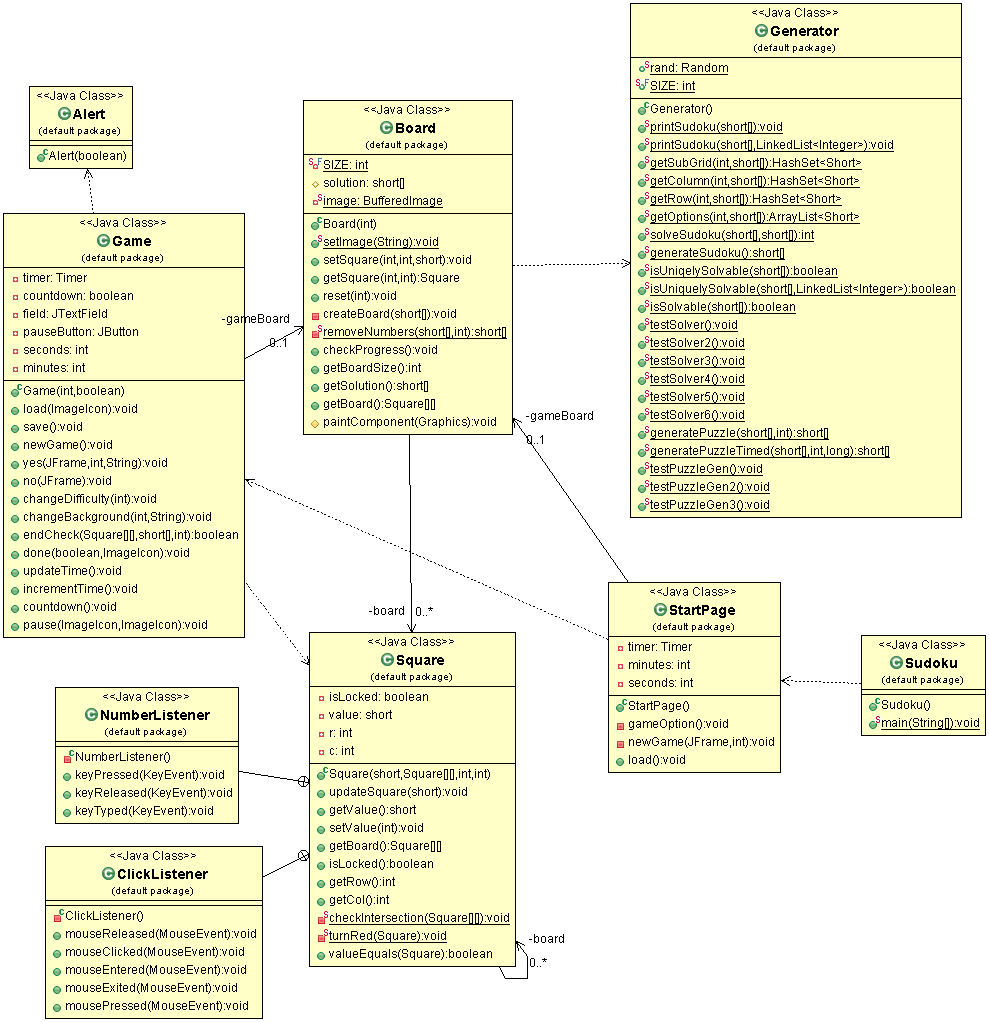 <<Java Class>>
Generator
(default package)
rand: Random
SIZE: int
Generator()
printSudoku(short[]):void
printSudoku(short[],LinkedList<Integer>):void
getSubGrid(int,short[]):HashSet<Short>
getColumn(int,short[]):HashSet<Short>
getRow(int,short[]):HashSet<Short>
getOptions(int,short[]):ArrayList<Short>
solveSudoku(short[],short[]):int
generateSudoku():short[]
isUniqelySolvable(short[]):boolean
isUniquelySolvable(short[],LinkedList<Integer>):boolean
isSolvable(short[]):boolean
testSolver():void
testSolver2():void
testSolver3():void
testSolver4():void
testSolver5():void
testSolver6():void
generatePuzzle(short[],int):short[]
generatePuzzleTimed(short[],int,long):short[]
testPuzzleGen():void
testPuzzleGen2():void
testPuzzleGen3():void
<<Java Class>>
Alert
(default package)
Alert(boolean)
<<Java Class>>
Board
(default package)
SIZE: int
solution: short[]
image: BufferedImage
Board(int)
setImage(String):void
setSquare(int,int,short):void
getSquare(int,int):Square
reset(int):void
createBoard(short[]):void
removeNumbers(short[],int):short[]
checkProgress():void
getBoardSize():int
getSolution():short[]
getBoard():Square[][]
paintComponent(Graphics):void
<<Java Class>>
Game
(default package)
timer: Timer
countdown: boolean
field: JTextField
pauseButton: JButton
seconds: int
minutes: int
Game(int,boolean)
load(ImageIcon):void
save():void
newGame():void
yes(JFrame,int,String):void
no(JFrame):void
changeDifficulty(int):void
changeBackground(int,String):void
endCheck(Square[][],short[],int):boolean
done(boolean,ImageIcon):void
updateTime():void
incrementTime():void
countdown():void
pause(ImageIcon,ImageIcon):void
-gameBoard
0..1
-gameBoard
0..1
-board
0..*
<<Java Class>>
StartPage
(default package)
timer: Timer
minutes: int
seconds: int
StartPage()
gameOption():void
newGame(JFrame,int):void
load():void
<<Java Class>>
Sudoku
(default package)
Sudoku()
main(String[]):void
<<Java Class>>
Square
(default package)
isLocked: boolean
value: short
r: int
c: int
Square(short,Square[][],int,int)
updateSquare(short):void
getValue():short
setValue(int):void
getBoard():Square[][]
isLocked():boolean
getRow():int
getCol():int
checkIntersection(Square[][]):void
turnRed(Square):void
valueEquals(Square):boolean
-board
0..*
<<Java Class>>
NumberListener
(default package)
NumberListener()
keyPressed(KeyEvent):void
keyReleased(KeyEvent):void
keyTyped(KeyEvent):void
<<Java Class>>
ClickListener
(default package)
ClickListener()
mouseReleased(MouseEvent):void
mouseClicked(MouseEvent):void
mouseEntered(MouseEvent):void
mouseExited(MouseEvent):void
mousePressed(MouseEvent):void